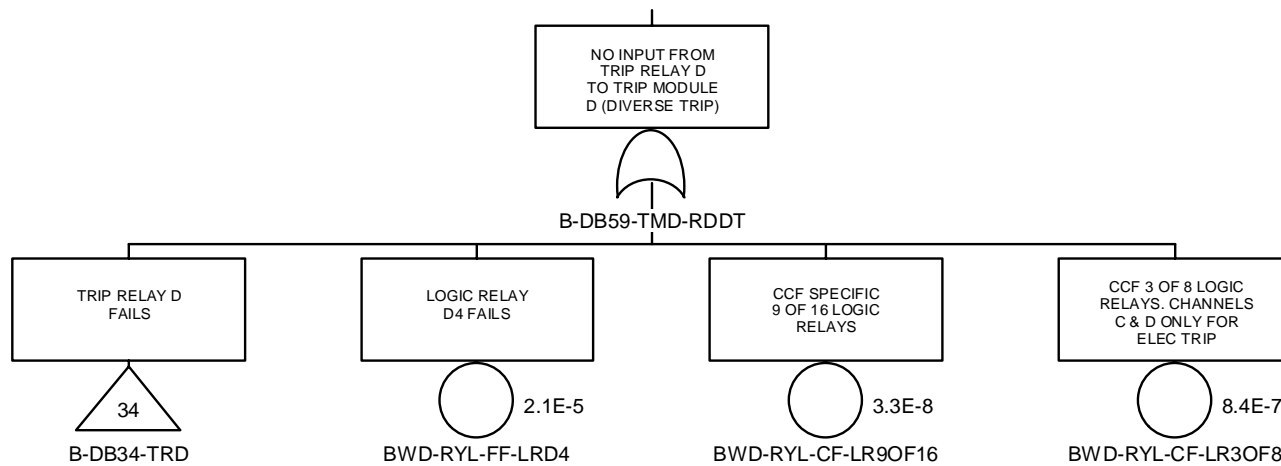 NO INPUT FROM
TRIP RELAY D
TO TRIP MODULE
D (DIVERSE TRIP)
B-DB59-TMD-RDDT
TRIP RELAY D
FAILS
34
B-DB34-TRD
LOGIC RELAY
D4 FAILS
2.1E-5
BWD-RYL-FF-LRD4
CCF SPECIFIC
9 OF 16 LOGIC
RELAYS
3.3E-8
BWD-RYL-CF-LR9OF16
CCF 3 OF 8 LOGIC
RELAYS. CHANNELS
C & D ONLY FOR
ELEC TRIP
8.4E-7
BWD-RYL-CF-LR3OF8